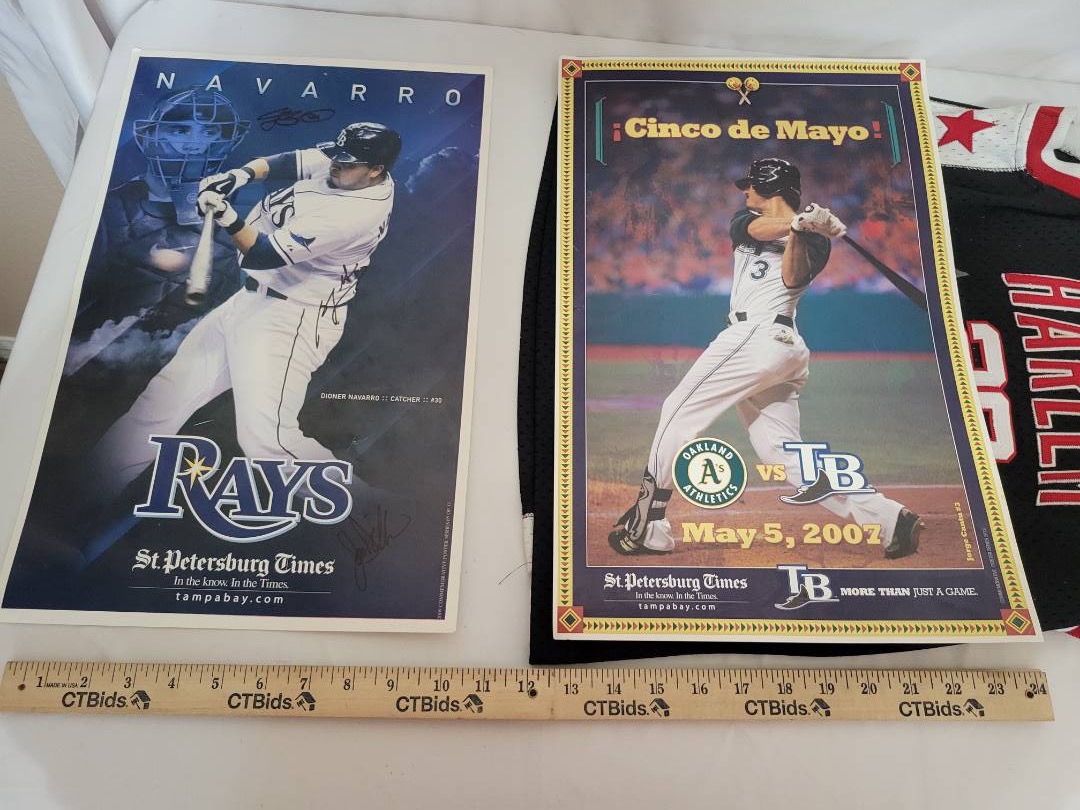 NAVARRO
DIONER NAVARRO :: CATCHER :: #30
RAYS
St. Petersburg Times
In the know. In the Times.
tampabay.com
¡Cinco de Mayo!
3
OAKLAND
A's
ATHLETICS
VS
TB
May 5, 2007
Jorge Cantu #3
St. Petersburg Times
In the know. In the Times.
tampabay.com
TB
MORE THAN JUST A GAME.
1 2 3 4 5 6 7 8 9 10 11 12 13 14 15 16 17 18 19 20 21 22 23 24
MADE IN USA
CTBids CTBids CTBids CTBids CTBids CTBids